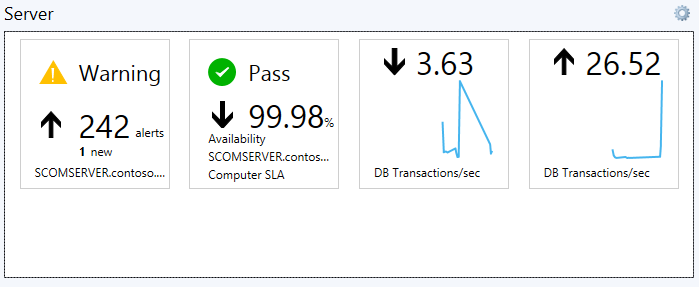 Server
Warning
242 alerts
1 new
SCOMSERVER.contoso....
Pass
99.98%
Availability
SCOMSERVER.contos...
Computer SLA
3.63
DB Transactions/sec
26.52
DB Transactions/sec